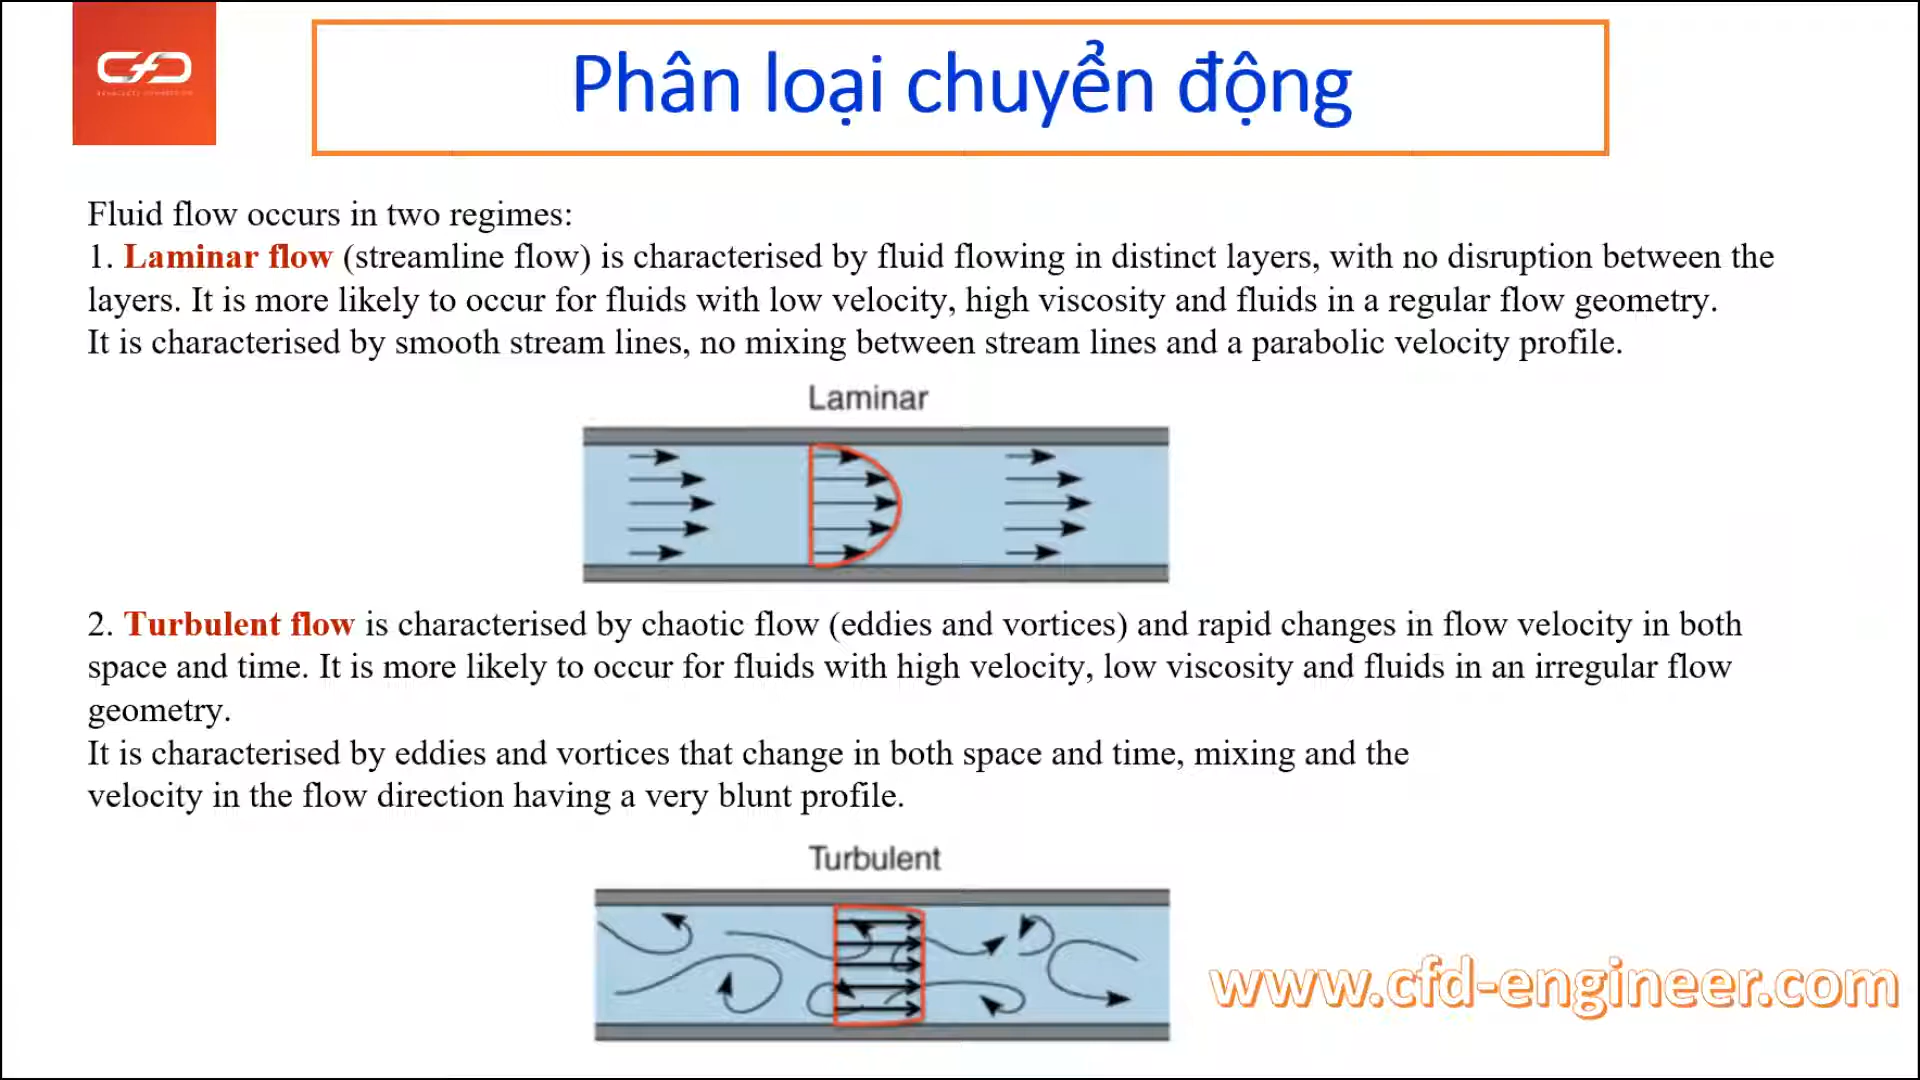 CFD
Phân loại chuyển động
Fluid flow occurs in two regimes:
1. Laminar flow (streamline flow) is characterised by fluid flowing in distinct layers, with no disruption between the
layers. It is more likely to occur for fluids with low velocity, high viscosity and fluids in a regular flow geometry.
It is characterised by smooth stream lines, no mixing between stream lines and a parabolic velocity profile.
Laminar
2. Turbulent flow is characterised by chaotic flow (eddies and vortices) and rapid changes in flow velocity in both
space and time. It is more likely to occur for fluids with high velocity, low viscosity and fluids in an irregular flow
geometry.
It is characterised by eddies and vortices that change in both space and time, mixing and the
velocity in the flow direction having a very blunt profile.
Turbulent
www.cfd-engineer.com